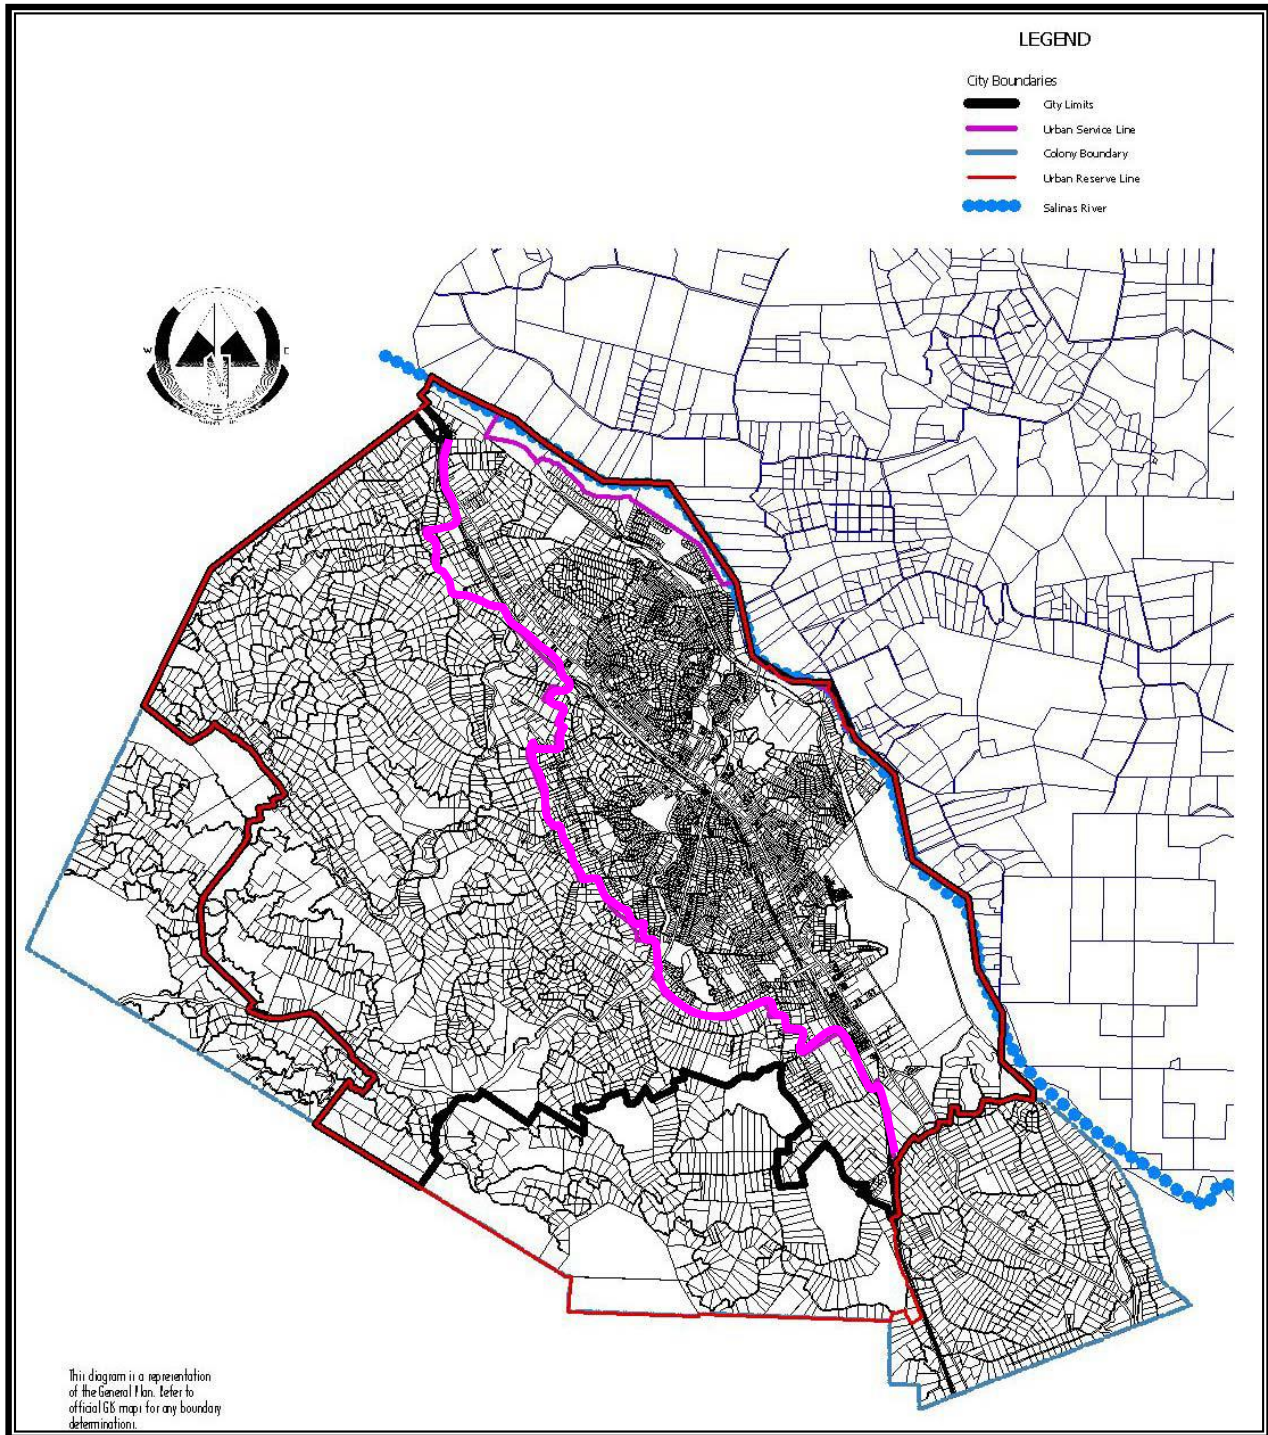 LEGEND
City Boundaries
City Limits
Urban Service Line
Colony Boundary
Urban Reserve Line
Salinas River
W
E
N
This diagram is a representation
of the General Plan. Refer to
official GIS maps for any boundary
determinations.